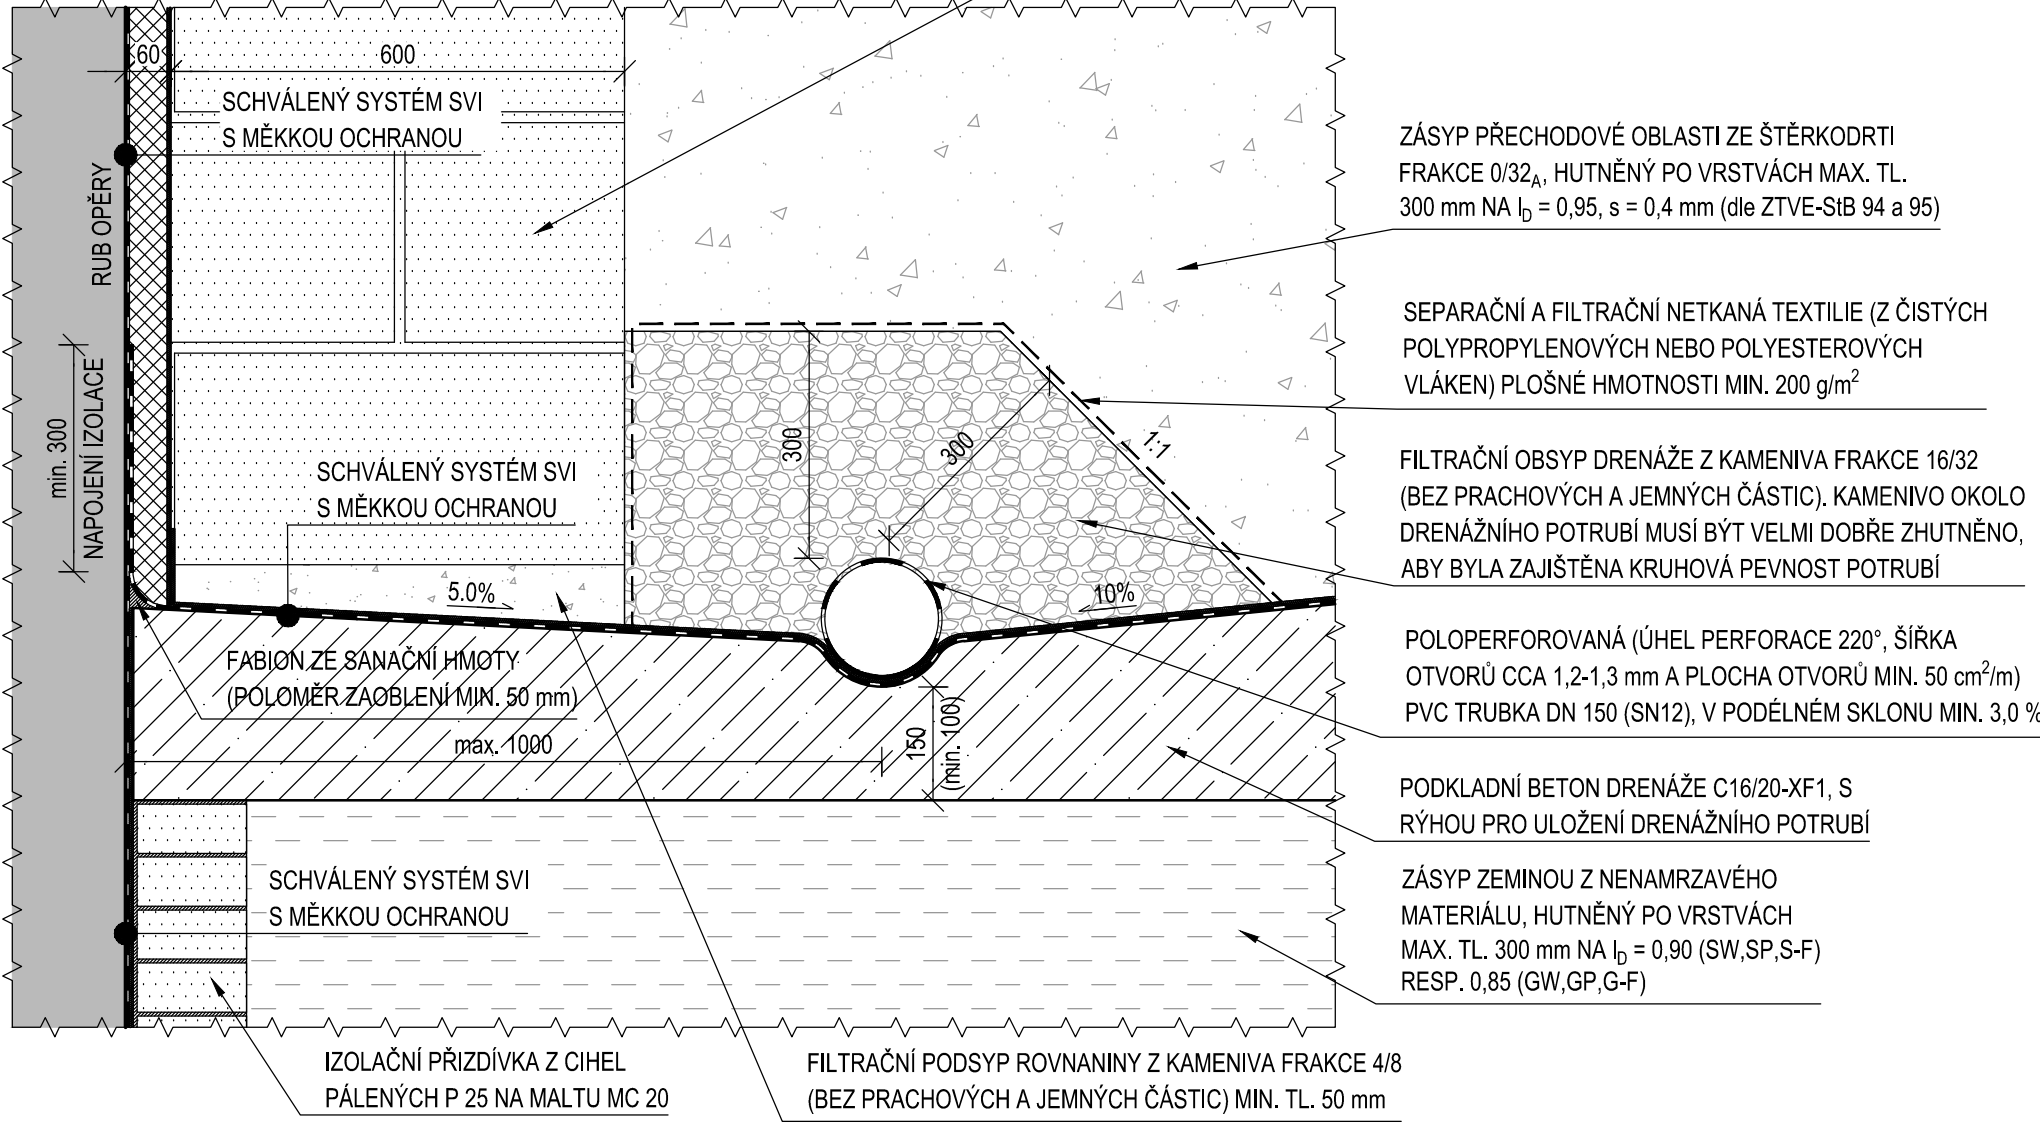 60
600
SCHVÁLENÝ SYSTÉM SVI
S MĚKKOU OCHRANOU
RUB OPĚRY
min. 300
NAPOJENÍ IZOLACE
SCHVÁLENÝ SYSTÉM SVI
S MĚKKOU OCHRANOU
300
300
1:1
5.0%
10%
FABION ZE SANAČNÍ HMOTY
(POLOMĚR ZAOBLENÍ MIN. 50 mm)
max. 1000
150
(min. 100)
SCHVÁLENÝ SYSTÉM SVI
S MĚKKOU OCHRANOU
IZOLAČNÍ PŘIZDÍVKA Z CIHEL
PÁLENÝCH P 25 NA MALTU MC 20
FILTRAČNÍ PODSYP ROVNANINY Z KAMENIVA FRAKCE 4/8
(BEZ PRACHOVÝCH A JEMNÝCH ČÁSTIC) MIN. TL. 50 mm
ZÁSYP PŘECHODOVÉ OBLASTI ZE ŠTĚRKODRTI
FRAKCE 0/32A, HUTNĚNÝ PO VRSTVÁCH MAX. TL.
300 mm NA ID = 0,95, s = 0,4 mm (dle ZTVE-StB 94 a 95)
SEPARAČNÍ A FILTRAČNÍ NETKANÁ TEXTILIE (Z ČISTÝCH
POLYPROPYLENOVÝCH NEBO POLYESTEROVÝCH
VLÁKEN) PLOŠNÉ HMOTNOSTI MIN. 200 g/m²
FILTRAČNÍ OBSYP DRENÁŽE Z KAMENIVA FRAKCE 16/32
(BEZ PRACHOVÝCH A JEMNÝCH ČÁSTIC). KAMENIVO OKOLO
DRENÁŽNÍHO POTRUBÍ MUSÍ BÝT VELMI DOBŘE ZHUTNĚNO,
ABY BYLA ZAJIŠTĚNA KRUHOVÁ PEVNOST POTRUBÍ
POLOPERFOROVANÁ (ÚHEL PERFORACE 220°, ŠÍŘKA
OTVORŮ CCA 1,2-1,3 mm A PLOCHA OTVORŮ MIN. 50 cm²/m)
PVC TRUBKA DN 150 (SN12), V PODÉLNÉM SKLONU MIN. 3,0 %
PODKLADNÍ BETON DRENÁŽE C16/20-XF1, S
RÝHOU PRO ULOŽENÍ DRENÁŽNÍHO POTRUBÍ
ZÁSYP ZEMINOU Z NENAMRZAVÉHO
MATERIÁLU, HUTNĚNÝ PO VRSTVÁCH
MAX. TL. 300 mm NA ID = 0,90 (SW,SP,S-F)
RESP. 0,85 (GW,GP,G-F)